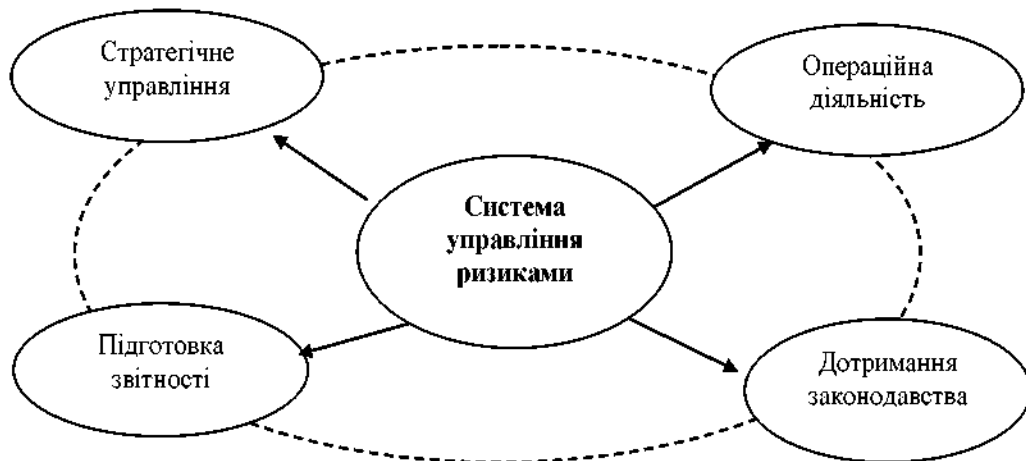 Стратегічне
управління
Операційна
діяльність
Система
управління
ризиками
Підготовка
звітності
Дотримання
законодавства